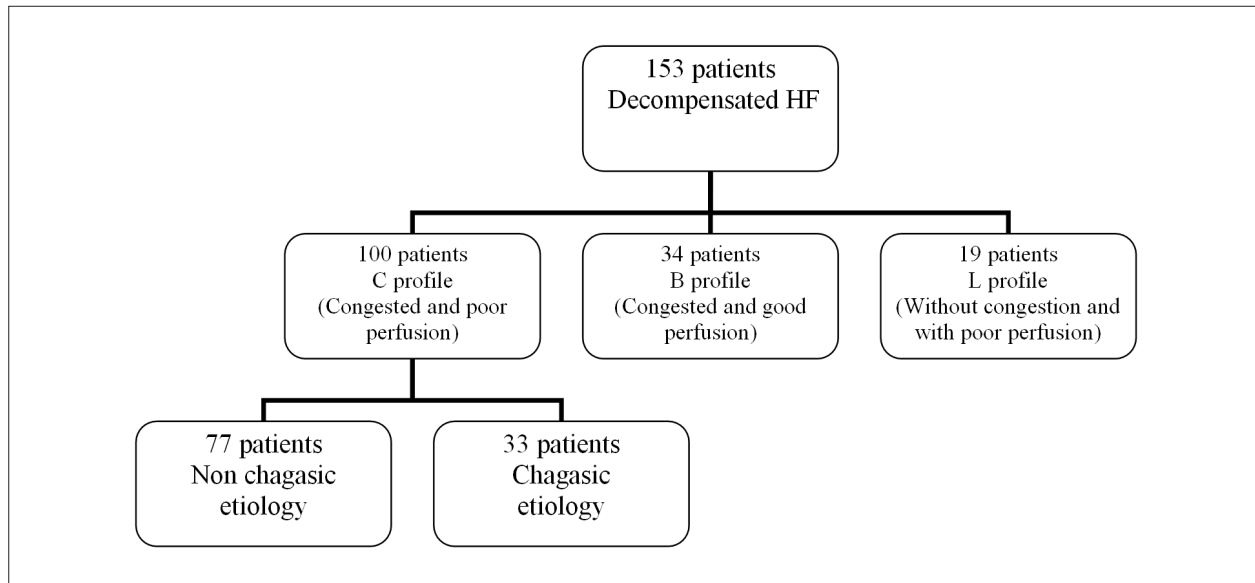 153 patients
Decompensated HF
100 patients
C profile
(Congested and poor
perfusion)
34 patients
B profile
(Congested and good
perfusion)
19 patients
L profile
(Without congestion and
with poor perfusion)
77 patients
Non chagasic
etiology
33 patients
Chagasic
etiology